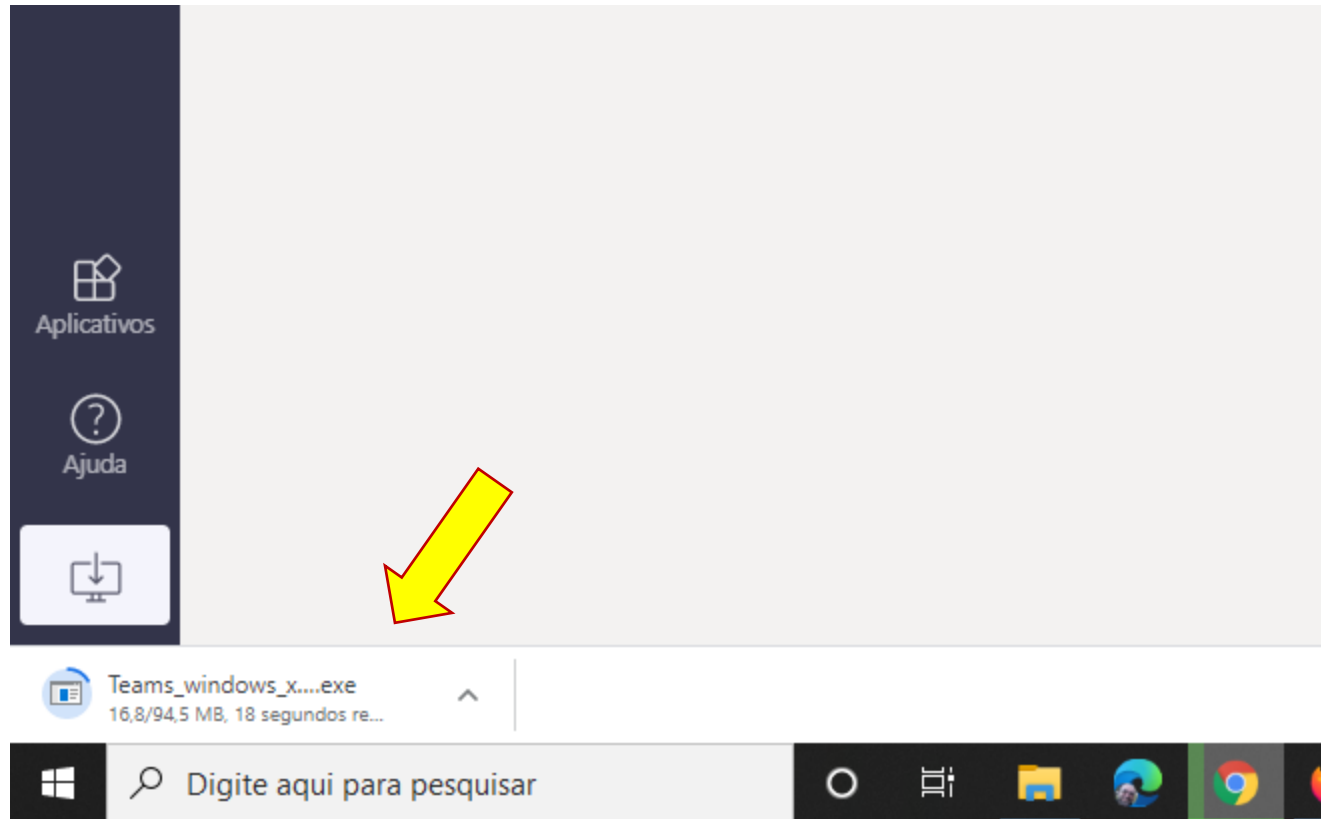 Aplicativos
Ajuda
Teams_windows_x....exe
16,8/94,5 MB, 18 segundos re...
Digite aqui para pesquisar